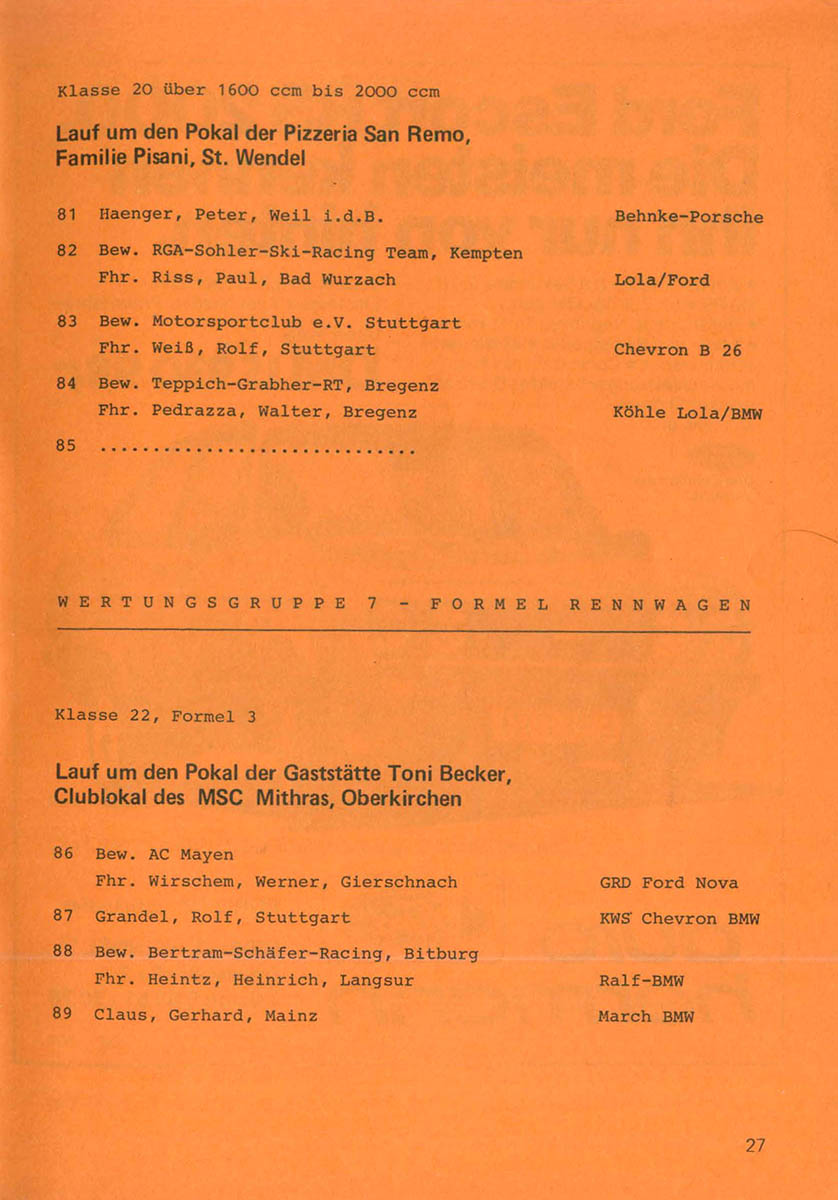 Klasse 20 über 1600 ccm bis 2000 ccm
Lauf um den Pokal der Pizzeria San Remo,
Familie Pisani, St. Wendel
81 Haenger, Peter, Weil i.d.B. Behnke-Porsche
82 Bew. RGA-Sohler-Ski-Racing Team, Kempten
Fhr. Riss, Paul, Bad Wurzach Lola/Ford
83 Bew. Motorsportclub e.V. Stuttgart
Fhr. Weiß, Rolf, Stuttgart Chevron B 26
84 Bew. Teppich-Grabher-RT, Bregenz
Fhr. Pedrazza, Walter, Bregenz Köhle Lola/BMW
85 ..............................
WERTUNGSGRUPPE 7 - FORMEL RENNWAGEN
Klasse 22, Formel 3
Lauf um den Pokal der Gaststätte Toni Becker,
Clublokal des MSC Mithras, Oberkirchen
86 Bew. AC Mayen
Fhr. Wirschem, Werner, Gierschnach GRD Ford Nova
87 Grandel, Rolf, Stuttgart KWS Chevron BMW
88 Bew. Bertram-Schäfer-Racing, Bitburg
Fhr. Heintz, Heinrich, Langsur Ralf-BMW
89 Claus, Gerhard, Mainz March BMW
27